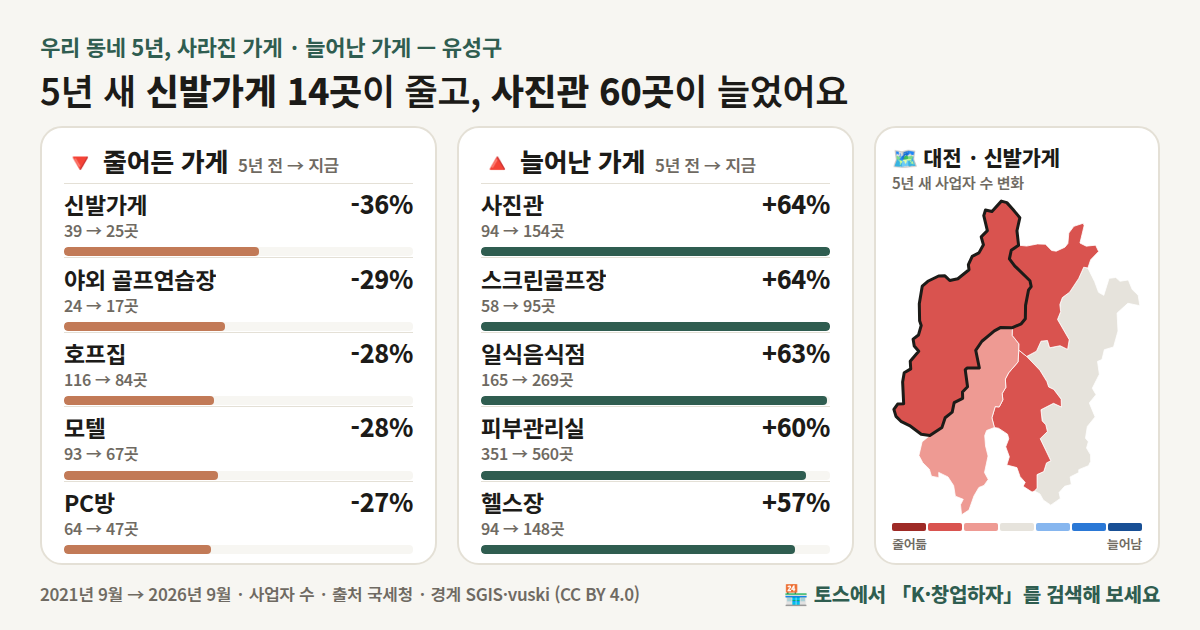 우리 동네 5년, 사라진 가게 · 늘어난 가게 — 유성구
5년 새 신발가게 14곳이 줄고, 사진관 60곳이 늘었어요
🔻 줄어든 가게 5년 전 → 지금
신발가게 -36%
39 → 25곳
야외 골프연습장 -29%
24 → 17곳
호프집 -28%
116 → 84곳
모텔 -28%
93 → 67곳
PC방 -27%
64 → 47곳
🔺 늘어난 가게 5년 전 → 지금
사진관 +64%
94 → 154곳
스크린골프장 +64%
58 → 95곳
일식음식점 +63%
165 → 269곳
피부관리실 +60%
351 → 560곳
헬스장 +57%
94 → 148곳
🗺️ 대전 · 신발가게
5년 새 사업자 수 변화
줄어듦 늘어남
2021년 9월 → 2026년 9월 · 사업자 수 · 출처 국세청 · 경계 SGIS·vuski (CC BY 4.0)
🏪 토스에서 「K·창업하자」를 검색해 보세요